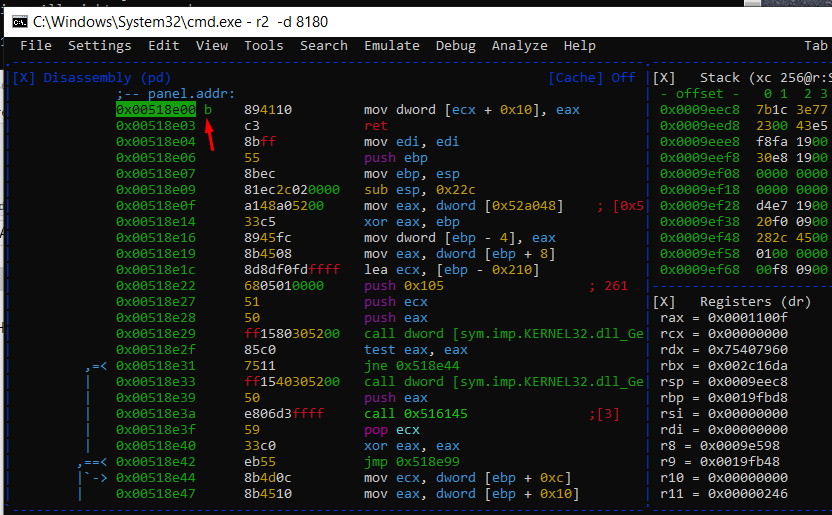 C:\Windows\System32\cmd.exe - r2 -d 8180
File Settings Edit View Tools Search Emulate Debug Analyze Help Tab
[X] Disassembly (pd) [Cache] Off
;-- panel.addr:
0x00518e00 b 894110 mov dword [ecx + 0x10], eax
0x00518e03 c3 ret
0x00518e04 8bff mov edi, edi
0x00518e06 55 push ebp
0x00518e07 8bec mov ebp, esp
0x00518e09 81ec2c020000 sub esp, 0x22c
0x00518e0f a148a05200 mov eax, dword [0x52a048] ; [0x5
0x00518e14 33c5 xor eax, ebp
0x00518e16 8945fc mov dword [ebp - 4], eax
0x00518e19 8b4508 mov eax, dword [ebp + 8]
0x00518e1c 8d8df0fdffff lea ecx, [ebp - 0x210]
0x00518e22 6805010000 push 0x105 ; 261
0x00518e27 51 push ecx
0x00518e28 50 push eax
0x00518e29 ff1580305200 call dword [sym.imp.KERNEL32.dll_Ge
0x00518e2f 85c0 test eax, eax
,=< 0x00518e31 7511 jne 0x518e44
| 0x00518e33 ff1540305200 call dword [sym.imp.KERNEL32.dll_Ge
| 0x00518e39 50 push eax
| 0x00518e3a e806d3ffff call 0x516145 ;[3]
| 0x00518e3f 59 pop ecx
| 0x00518e40 33c0 xor eax, eax
,==< 0x00518e42 eb55 jmp 0x518e99
|`-> 0x00518e44 8b4d0c mov ecx, dword [ebp + 0xc]
| 0x00518e47 8b4510 mov eax, dword [ebp + 0x10]
[X] Stack (xc 256@r:S
- offset - 0 1 2 3
0x0009eec8 7b1c 3e77
0x0009eed8 2300 43e5
0x0009eee8 f8fa 1900
0x0009eef8 30e8 1900
0x0009ef08 0000 0000
0x0009ef18 0000 0000
0x0009ef28 d4e7 1900
0x0009ef38 20f0 0900
0x0009ef48 282c 4500
0x0009ef58 0100 0000
0x0009ef68 00f8 0900
[X] Registers (dr)
rax = 0x0001100f
rcx = 0x00000000
rdx = 0x75407960
rbx = 0x002c16da
rsp = 0x0009eec8
rbp = 0x0019fbd8
rsi = 0x00000000
rdi = 0x00000000
r8 = 0x0009e598
r9 = 0x0019fb48
r10 = 0x00000000
r11 = 0x00000246